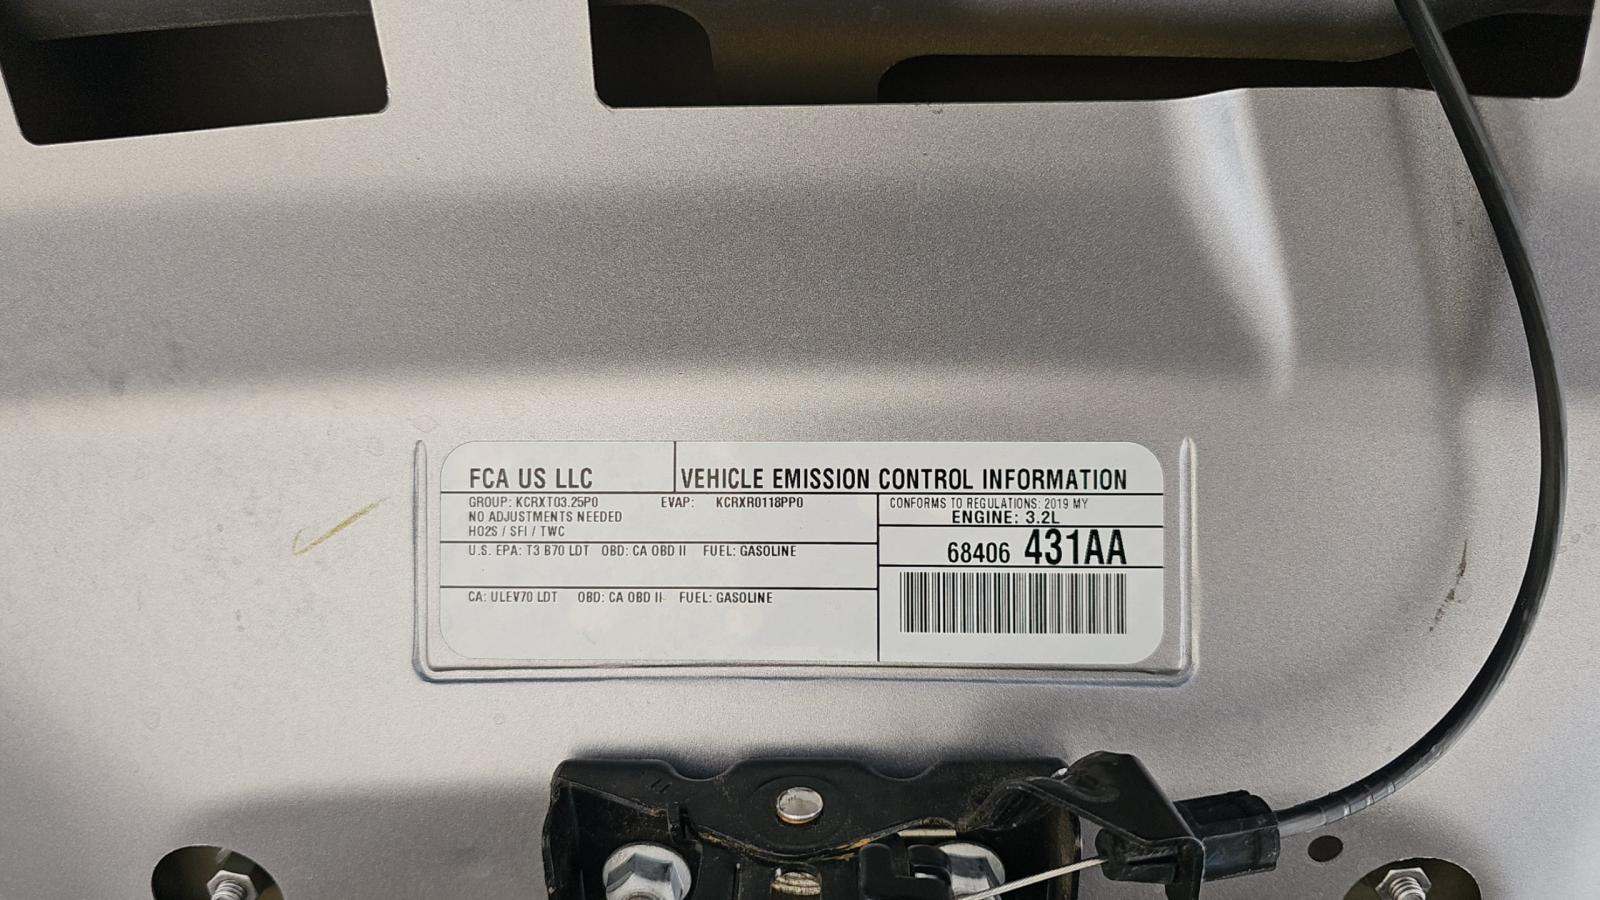 FCA US LLC
VEHICLE EMISSION CONTROL INFORMATION
GROUP: KCRXT03.25P0 EVAP: KCRXR0118PP0
NO ADJUSTMENTS NEEDED
HO2S / SFI / TWC
U.S. EPA: T3 B70 LDT OBD: CA OBD II FUEL: GASOLINE
CA: ULEV70 LDT OBD: CA OBD II FUEL: GASOLINE
CONFORMS TO REGULATIONS: 2019 MY
ENGINE: 3.2L
68406 431AA